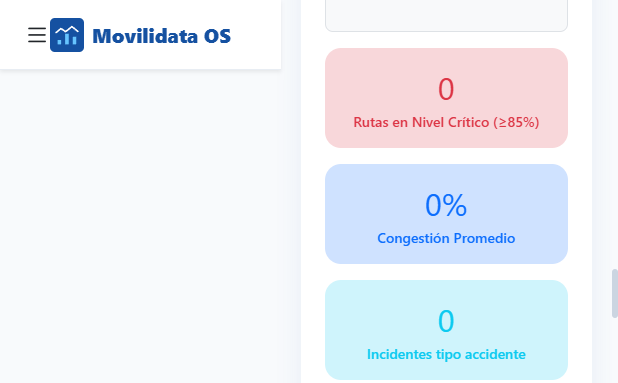 Movilidata OS
0
Rutas en Nivel Crítico (≥85%)
0%
Congestión Promedio
0
Incidentes tipo accidente